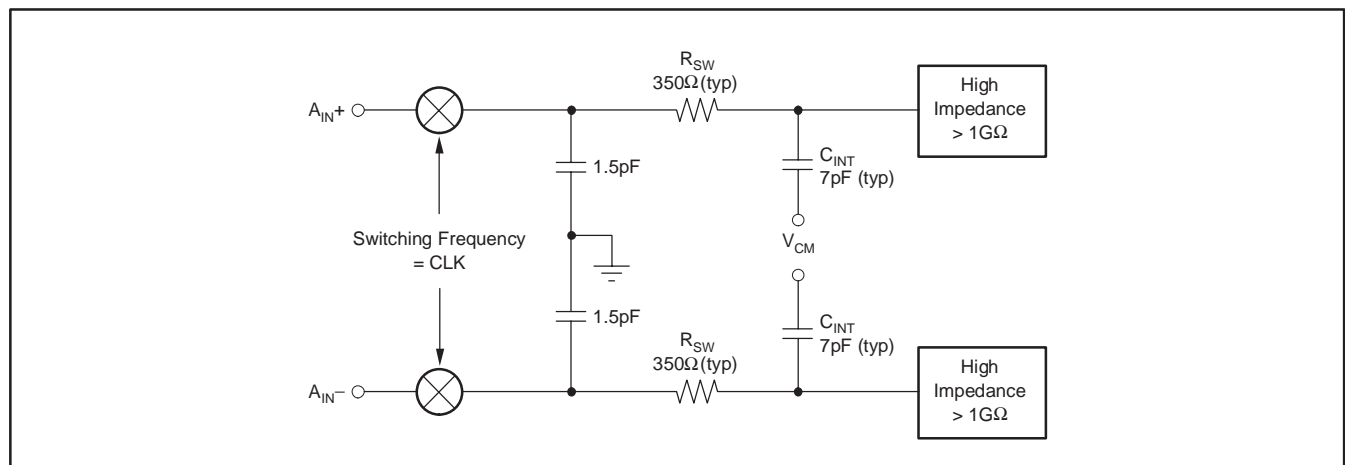 R_SW
350Ω(typ)
High
Impedance
> 1GΩ
A_IN+
1.5pF
C_INT
7pF (typ)
Switching Frequency
= CLK
V_CM
1.5pF
C_INT
7pF (typ)
R_SW
350Ω(typ)
High
Impedance
> 1GΩ
A_IN−